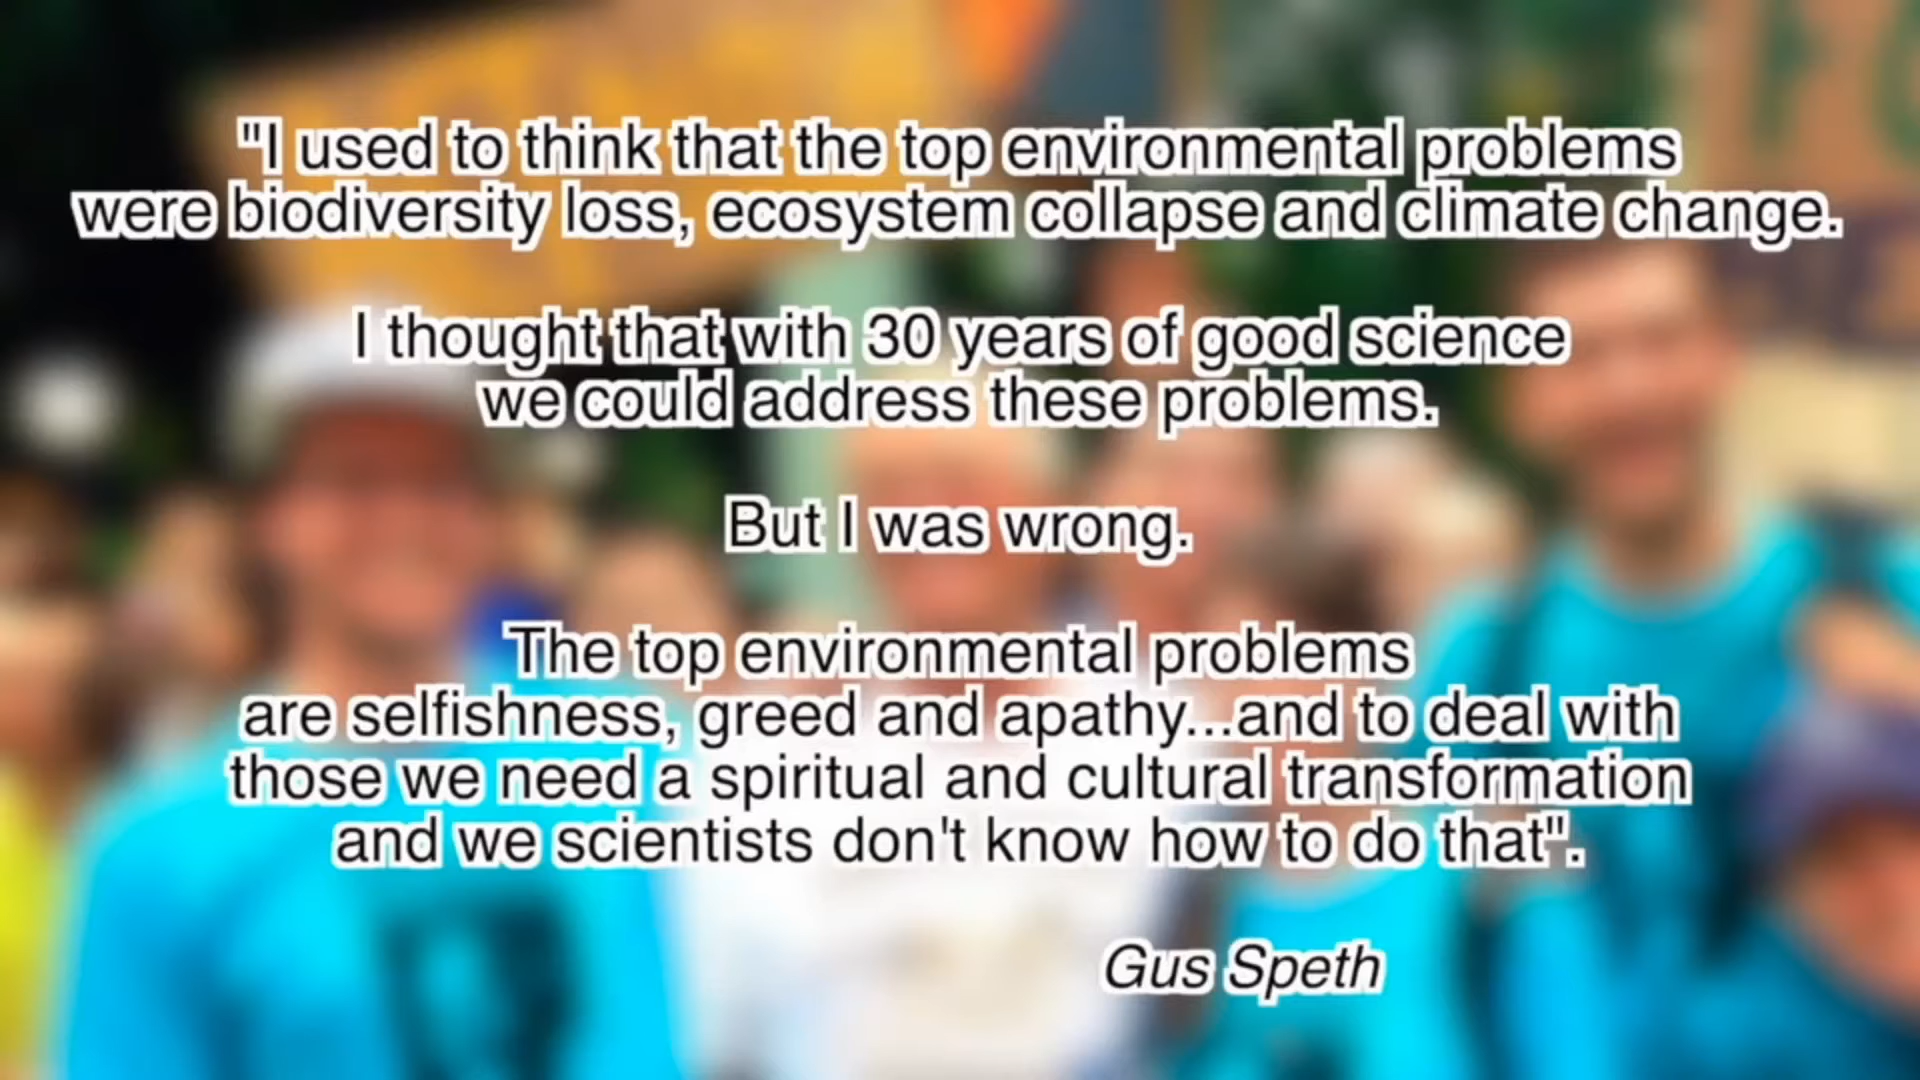 "I used to think that the top environmental problems
were biodiversity loss, ecosystem collapse and climate change.
I thought that with 30 years of good science
we could address these problems.
But I was wrong.
The top environmental problems
are selfishness, greed and apathy...and to deal with
those we need a spiritual and cultural transformation
and we scientists don't know how to do that".
Gus Speth